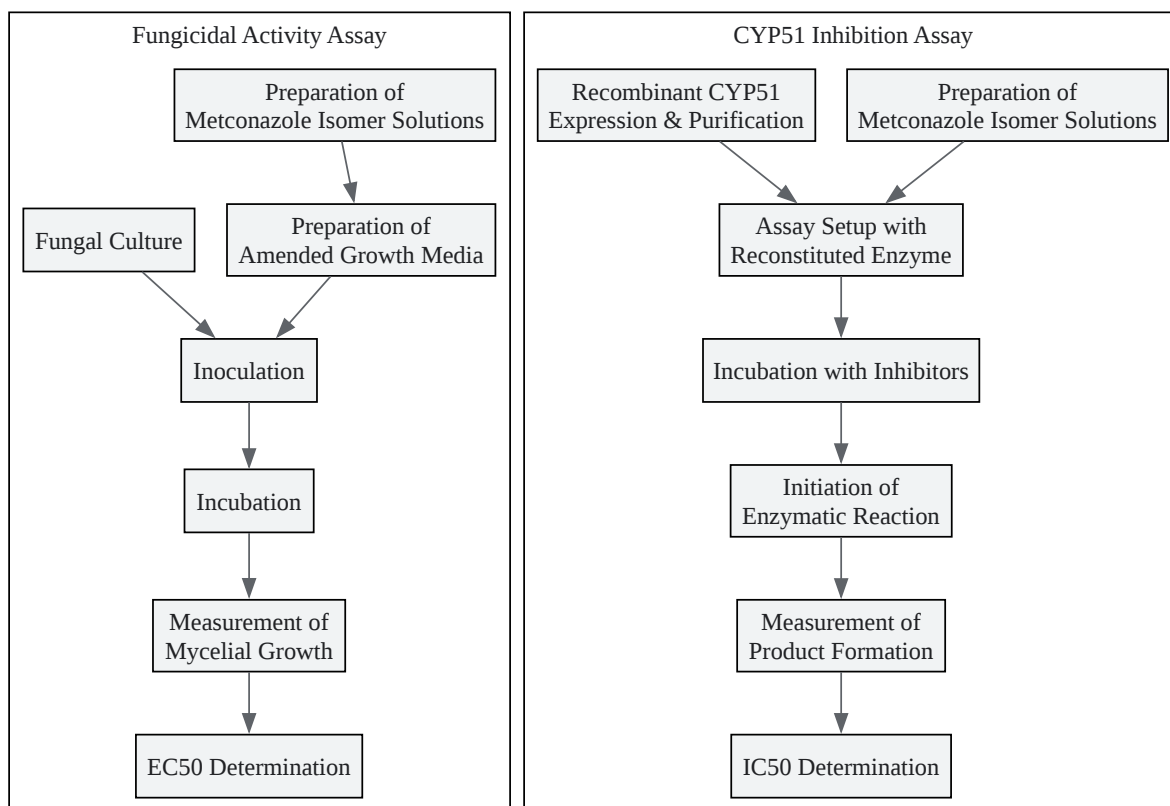 Fungicidal Activity Assay
Preparation of
Metconazole Isomer Solutions
Fungal Culture
Preparation of
Amended Growth Media
Inoculation
Incubation
Measurement of
Mycelial Growth
EC50 Determination
CYP51 Inhibition Assay
Recombinant CYP51
Expression & Purification
Preparation of
Metconazole Isomer Solutions
Assay Setup with
Reconstituted Enzyme
Incubation with Inhibitors
Initiation of
Enzymatic Reaction
Measurement of
Product Formation
IC50 Determination